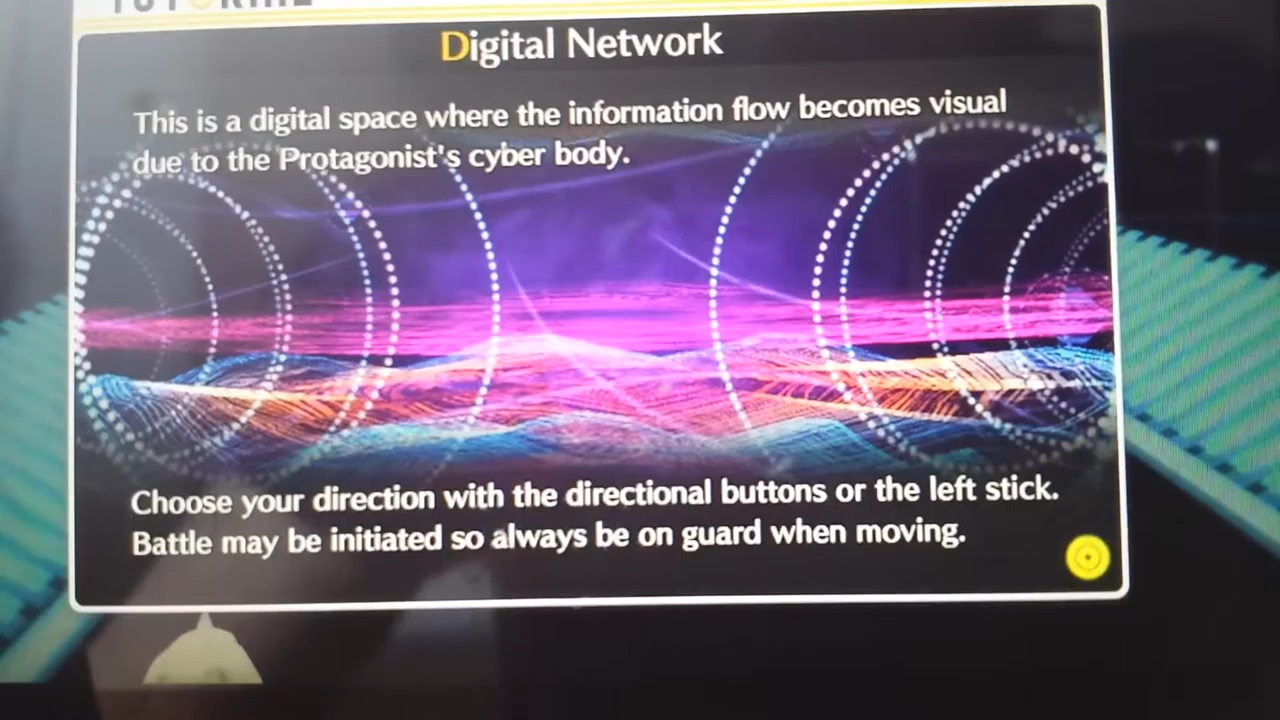 TUTORIAL
Digital Network
This is a digital space where the information flow becomes visual
due to the Protagonist's cyber body.
Choose your direction with the directional buttons or the left stick.
Battle may be initiated so always be on guard when moving.